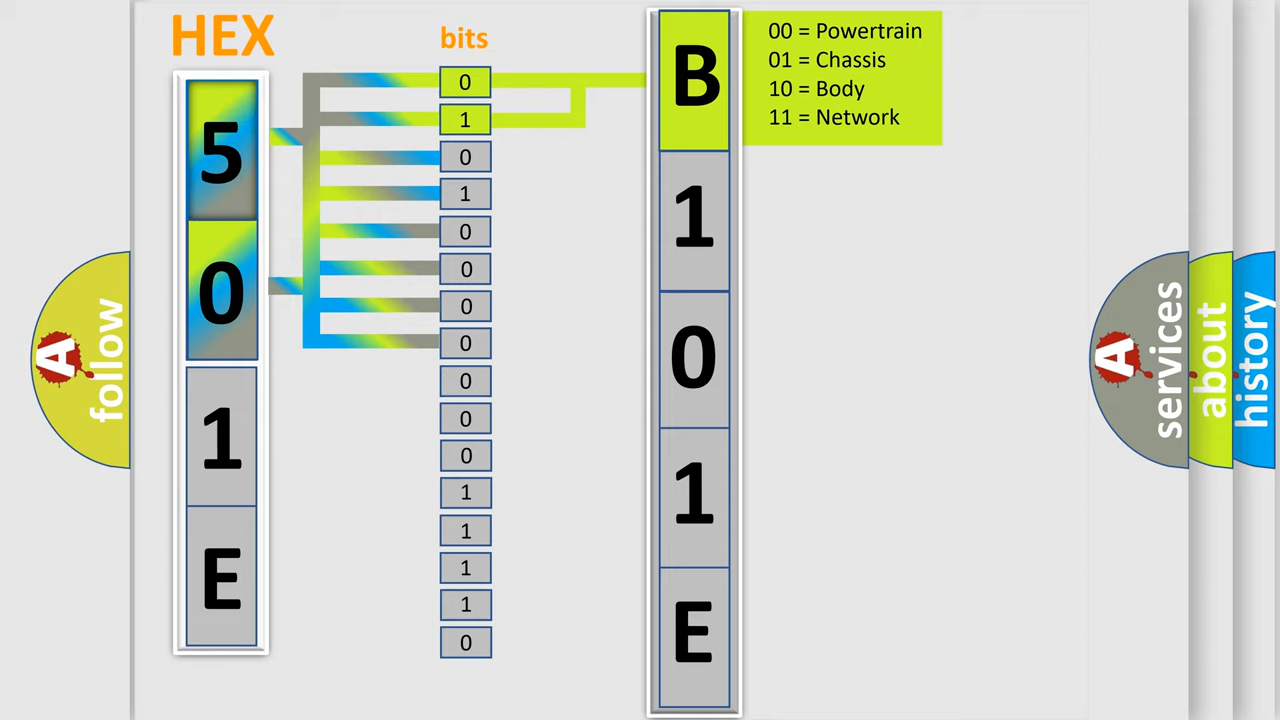 HEX
bits
5
0
1
E
0
1
0
1
0
0
0
0
0
0
0
1
1
1
1
0
B
1
0
1
E
00 = Powertrain
01 = Chassis
10 = Body
11 = Network
A
follow
A
services
about
history